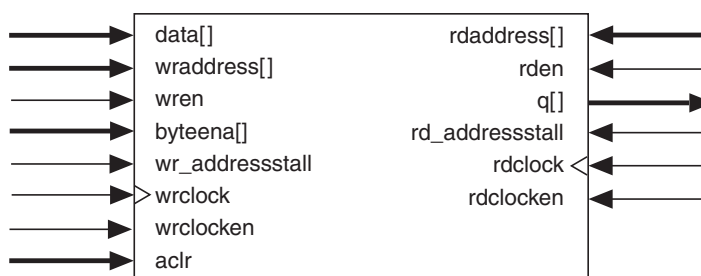 data[]
wraddress[]
wren
byteena[]
wr_addressstall
wrclock
wrclocken
aclr
rdaddress[]
rden
q[]
rd_addressstall
rdclock
rdclocken